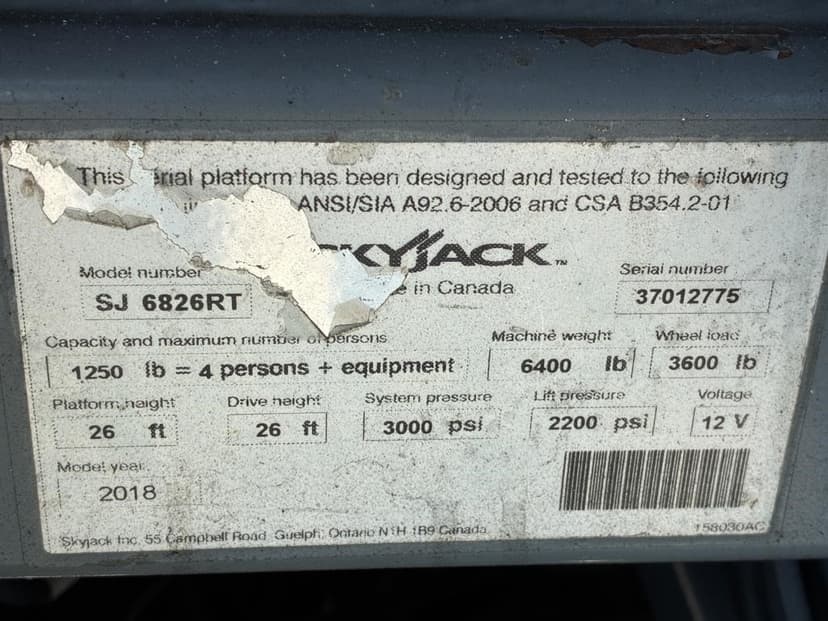 This aerial platform has been designed and tested to the following
ANSI/SIA A92.6-2006 and CSA B354.2-01
SKYJACK™
in Canada
Model number
SJ 6826RT
Serial number
37012775
Capacity and maximum number of persons
1250 lb = 4 persons + equipment
Machine weight
6400 lb
Wheel load
3600 lb
Platform height
26 ft
Drive height
26 ft
System pressure
3000 psi
Lift pressure
2200 psi
Voltage
12 V
Model year
2018
Skyjack Inc. 55 Campbell Road Guelph, Ontario N1H 1B9 Canada
158030AC